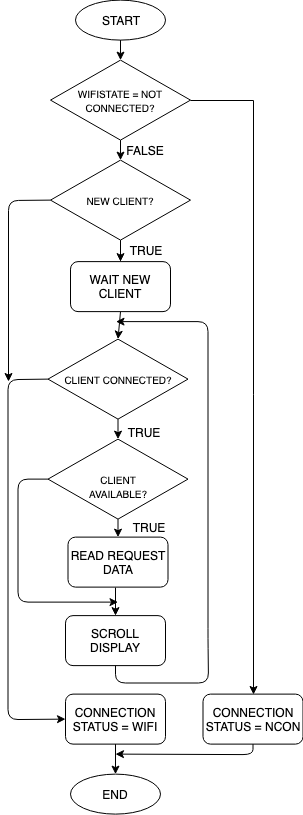 START
WIFISTATE = NOT
CONNECTED?
FALSE
NEW CLIENT?
TRUE
WAIT NEW
CLIENT
CLIENT CONNECTED?
TRUE
CLIENT
AVAILABLE?
TRUE
READ REQUEST
DATA
SCROLL
DISPLAY
CONNECTION
STATUS = WIFI
CONNECTION
STATUS = NCON
END